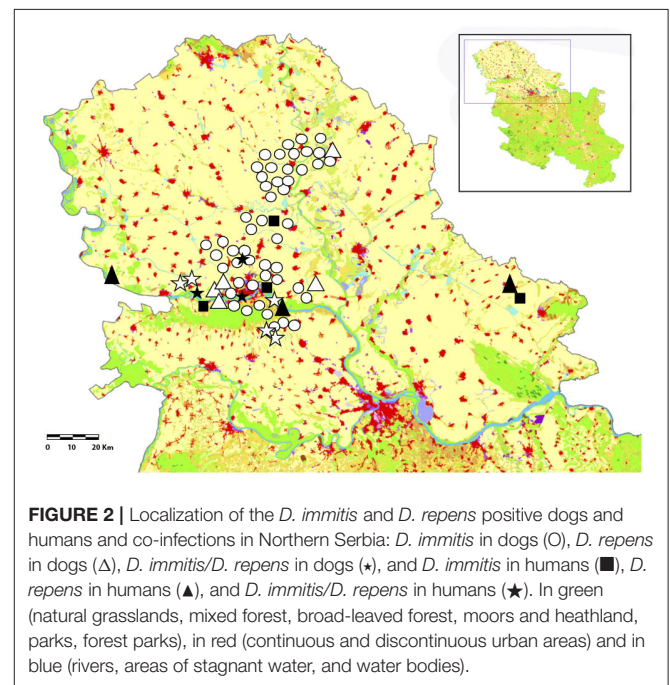 0 10 20 Km
FIGURE 2 | Localization of the D. immitis and D. repens positive dogs and
humans and co-infections in Northern Serbia: D. immitis in dogs (O), D. repens
in dogs (△), D. immitis/D. repens in dogs (⋆), and D. immitis in humans (■), D.
repens in humans (▲), and D. immitis/D. repens in humans (★). In green
(natural grasslands, mixed forest, broad-leaved forest, moors and heathland,
parks, forest parks), in red (continuous and discontinuous urban areas) and in
blue (rivers, areas of stagnant water, and water bodies).